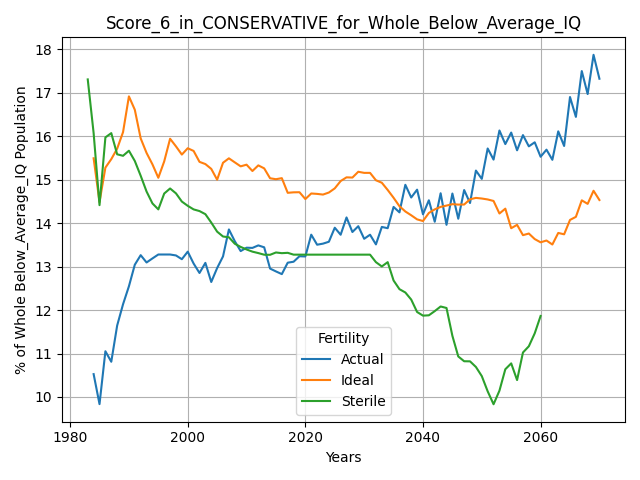 Score_6_in_CONSERVATIVE_for_Whole_Below_Average_IQ
% of Whole Below_Average_IQ Population
18
17
16
15
14
13
12
11
10
Fertility
Actual
Ideal
Sterile
1980 2000 2020 2040 2060
Years